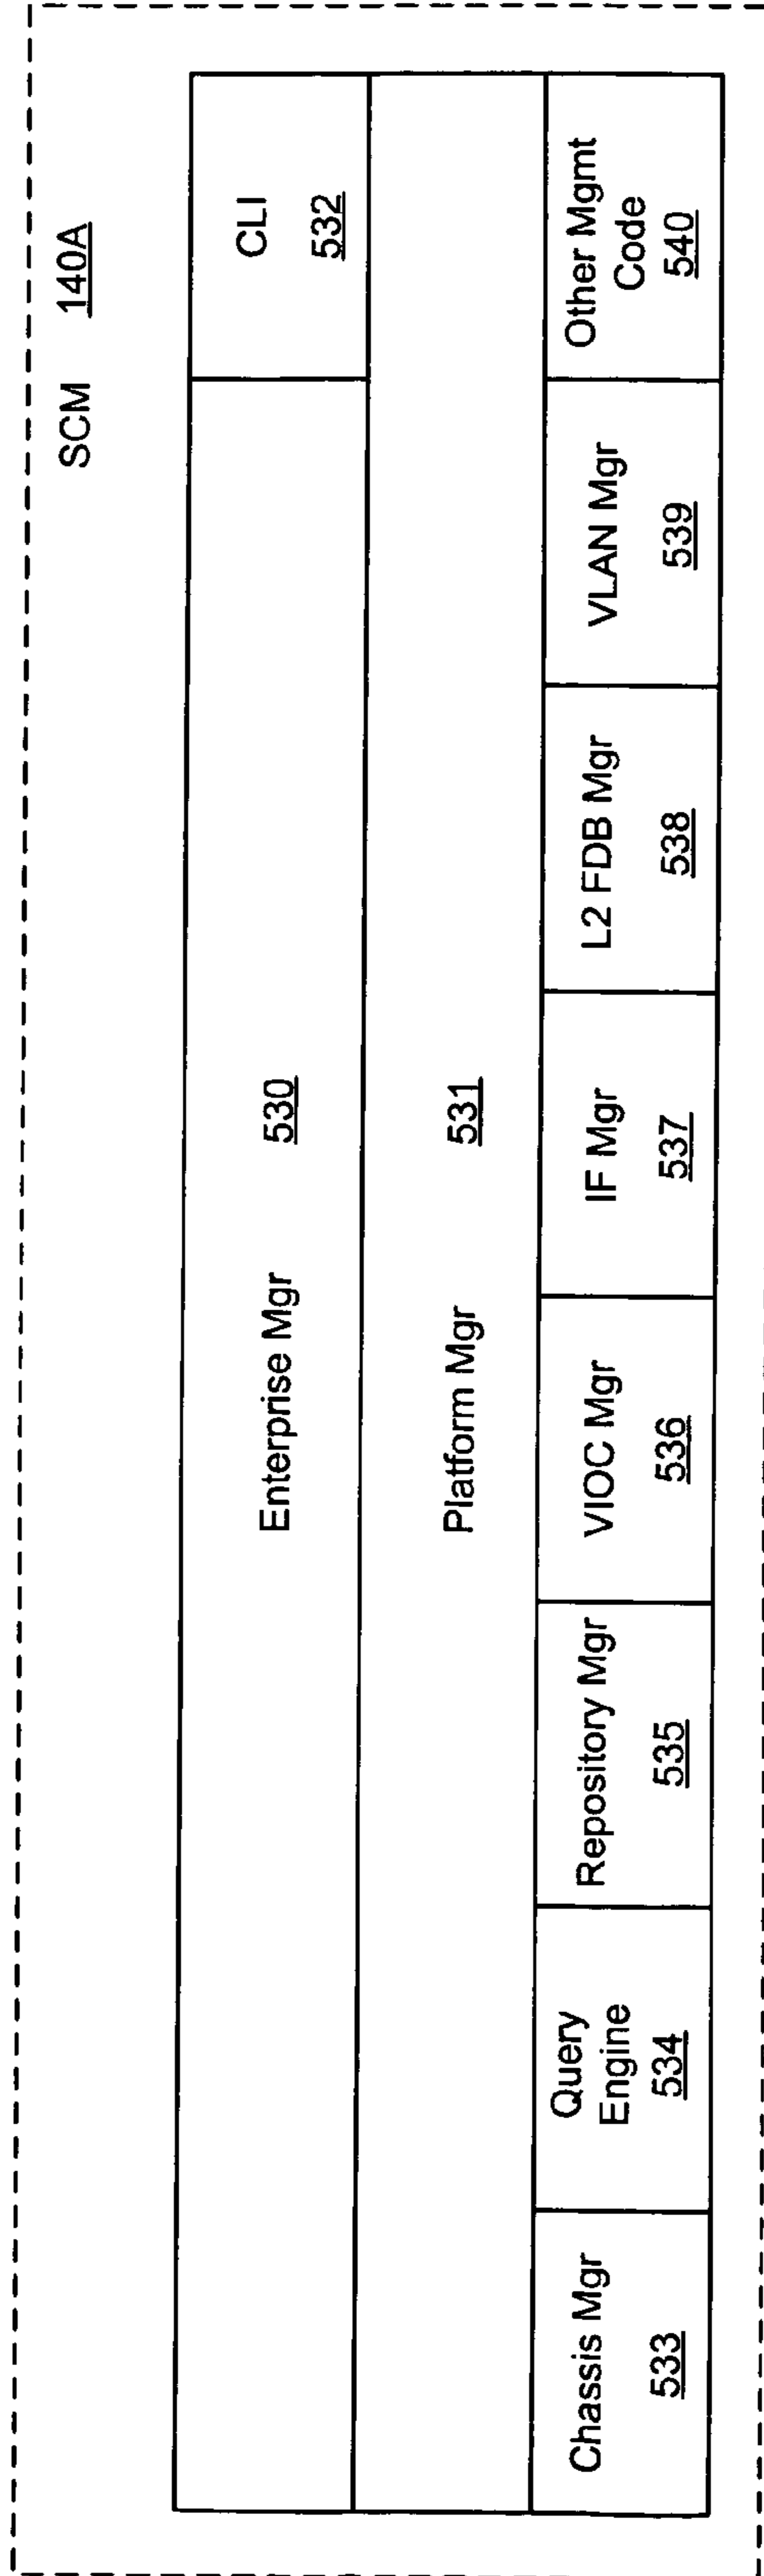 SCM 140A
Enterprise Mgr 530
CLI
532
Platform Mgr 531
Chassis Mgr
533
Query
Engine
534
Repository Mgr
535
VIOC Mgr
536
IF Mgr
537
L2 FDB Mgr
538
VLAN Mgr
539
Other Mgmt
Code
540